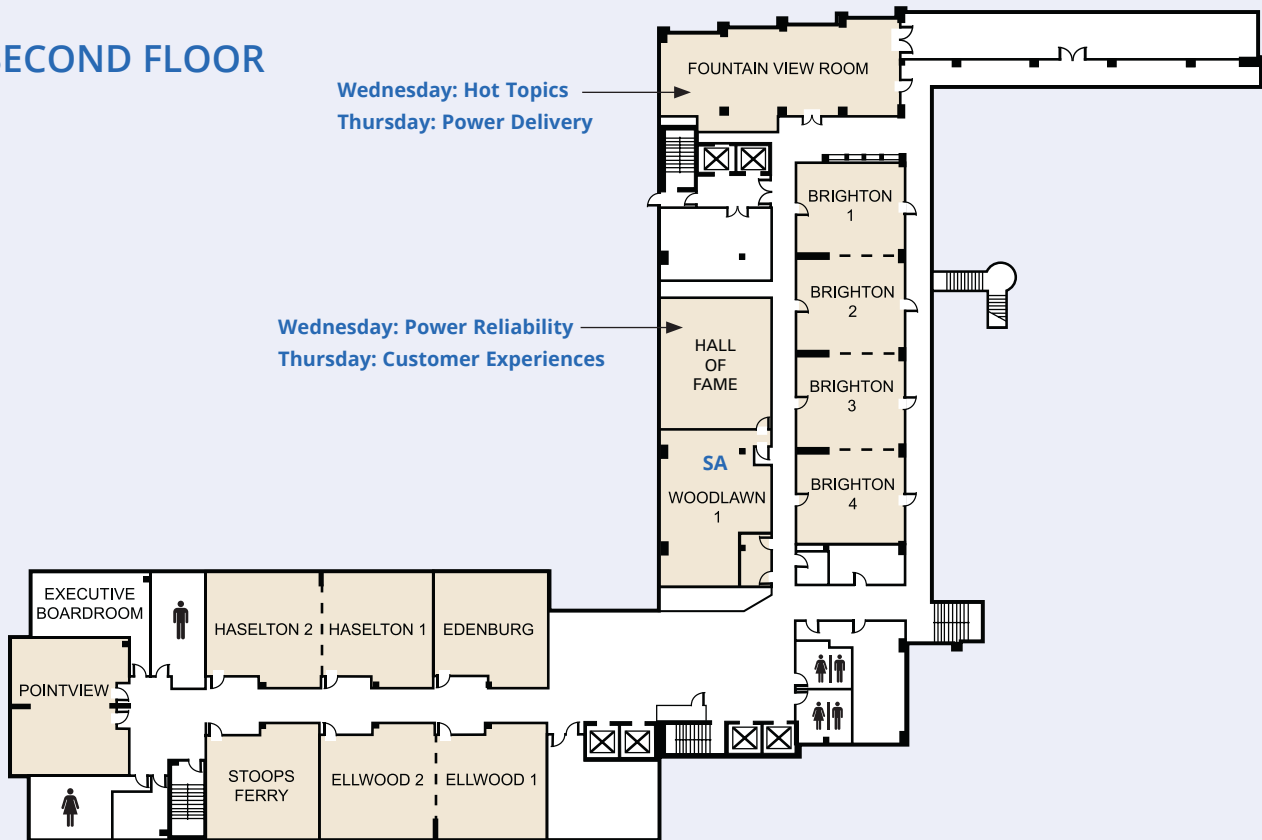 SECOND FLOOR
Wednesday: Hot Topics
Thursday: Power Delivery
FOUNTAIN VIEW ROOM
BRIGHTON
1
BRIGHTON
2
Wednesday: Power Reliability
Thursday: Customer Experiences
HALL
OF
FAME
BRIGHTON
3
SA
WOODLAWN
1
BRIGHTON
4
EXECUTIVE
BOARDROOM
HASELTON 2
HASELTON 1
EDENBURG
POINTVIEW
STOOPS
FERRY
ELLWOOD 2
ELLWOOD 1